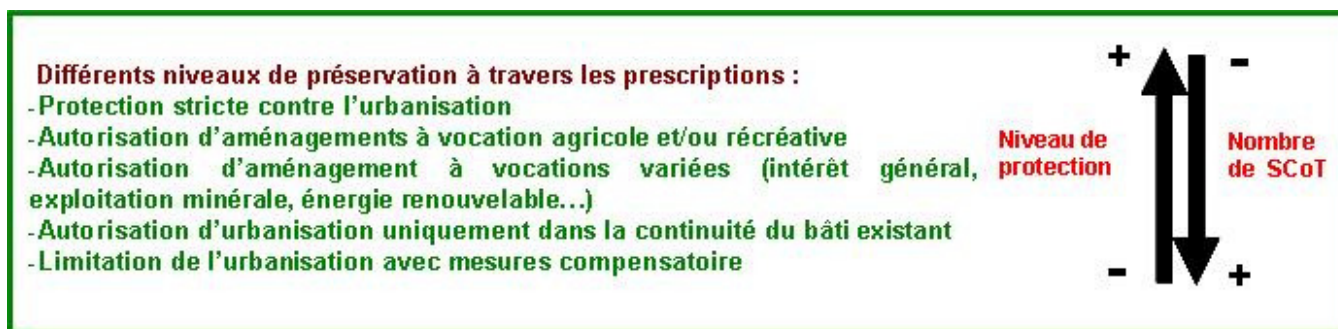 Différents niveaux de préservation à travers les prescriptions :
-Protection stricte contre l'urbanisation
-Autorisation d'aménagements à vocation agricole et/ou récréative
-Autorisation d'aménagement à vocations variées (intérêt général,
exploitation minérale, énergie renouvelable...)
-Autorisation d'urbanisation uniquement dans la continuité du bâti existant
-Limitation de l'urbanisation avec mesures compensatoire
+
-
Niveau de
protection
Nombre
de SCoT
-
+